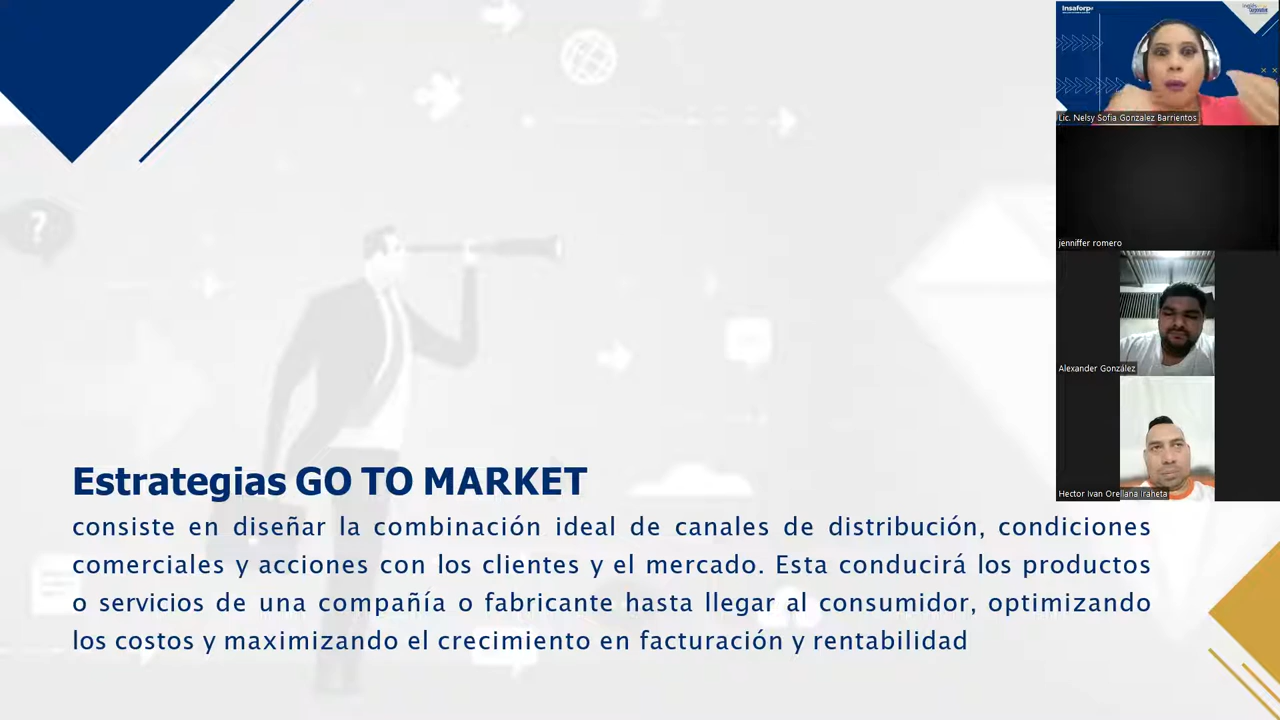 Insaforp
Lic. Nelsy Sofia Gonzalez Barrientos
jenniffer romero
Alexander González
Hector Ivan Orellana Iraheta
?
Estrategias GO TO MARKET
consiste en diseñar la combinación ideal de canales de distribución, condiciones
comerciales y acciones con los clientes y el mercado. Esta conducirá los productos
o servicios de una compañía o fabricante hasta llegar al consumidor, optimizando
los costos y maximizando el crecimiento en facturación y rentabilidad